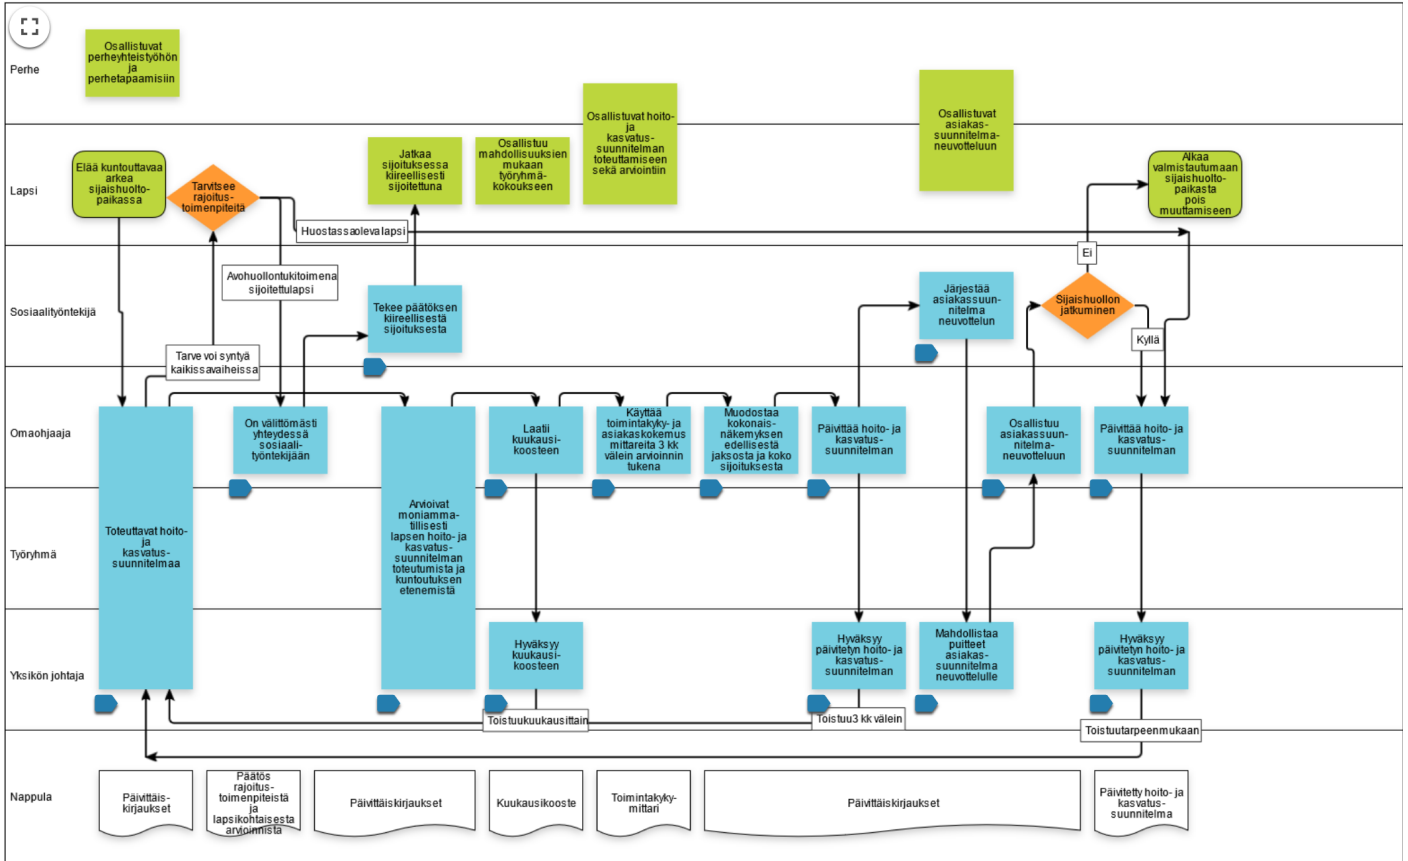 Perhe
Osallistuvat
perheyhteistyöhön
ja
perhetapaamisiin
Osallistuvat hoito-
ja
kasvatus-
suunnitelman
toteuttamiseen
sekä arviointiin
Osallistuvat
asiakas-
suunnitelma-
neuvotteluun
Lapsi
Elää kuntouttavaa
arkea
sijaishuolto-
paikassa
Tarvitsee
rajoitus-
toimenpiteitä
Jatkaa
sijoituksessa
kiireellisesti
sijoitettuna
Osallistuu
mahdollisuuksien
mukaan
työryhmä-
kokoukseen
Alkaa
valmistautumaan
sijaishuolto-
paikasta
pois
muuttamiseen
Huostassaolevalapsi
Ei
Sosiaalityöntekijä
Avohuollontukitoimena
sijoitettulapsi
Tekee päätöksen
kiireellisestä
sijoituksesta
Järjestää
asiakassuun-
nitelma
neuvottelun
Sijaishuollon
jatkuminen
Kyllä
Tarve voi syntyä
kaikissavaiheissa
Omaohjaaja
On välittömästi
yhteydessä
sosiaali-
työntekijään
Laatii
kuukausi-
koosteen
Käyttää
toimintakyky- ja
asiakaskokemus
mittareita 3 kk
välein arvioinnin
tukena
Muodostaa
kokonais-
näkemyksen
edellisestä
jaksosta ja koko
sijoituksesta
Päivittää hoito- ja
kasvatus-
suunnitelman
Osallistuu
asiakassuun-
nitelma-
neuvotteluun
Päivittää hoito- ja
kasvatus-
suunnitelman
Työryhmä
Toteuttavat hoito-
ja
kasvatus-
suunnitelmaa
Arvioivat
moniamma-
tillisesti
lapsen hoito- ja
kasvatus-
suunnitelman
toteutumista ja
kuntoutuksen
etenemistä
Yksikön johtaja
Hyväksyy
kuukausi-
koosteen
Hyväksyy
päivitetyn hoito- ja
kasvatus-
suunnitelman
Mahdollistaa
puitteet
asiakas-
suunnitelma
neuvottelulle
Hyväksyy
päivitetyn hoito- ja
kasvatus-
suunnitelman
Toistuukuukausittain
Toistuu3 kk välein
Toistuutarpeenmukaan
Nappula
Päivittäis-
kirjaukset
Päätös
rajoitus-
toimenpiteistä
ja
lapsikohtaisesta
arvioinnista
Päivittäiskirjaukset
Kuukausikooste
Toimintakyky-
mittari
Päivittäiskirjaukset
Päivitetty hoito- ja
kasvatus-
suunnitelma